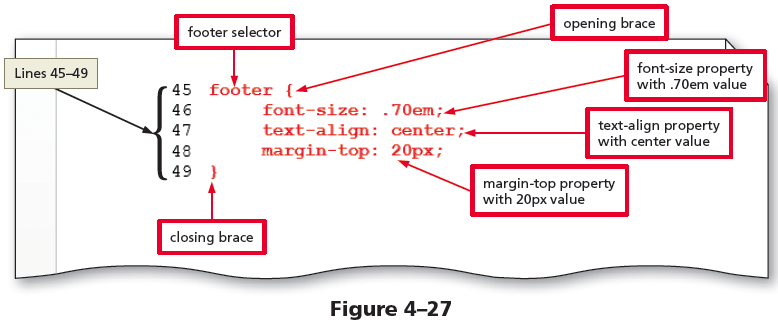 opening brace
footer selector
Lines 45–49
font-size property
with .70em value
45 footer {
46 font-size: .70em;
47 text-align: center;
48 margin-top: 20px;
49 }
text-align property
with center value
margin-top property
with 20px value
closing brace
Figure 4–27